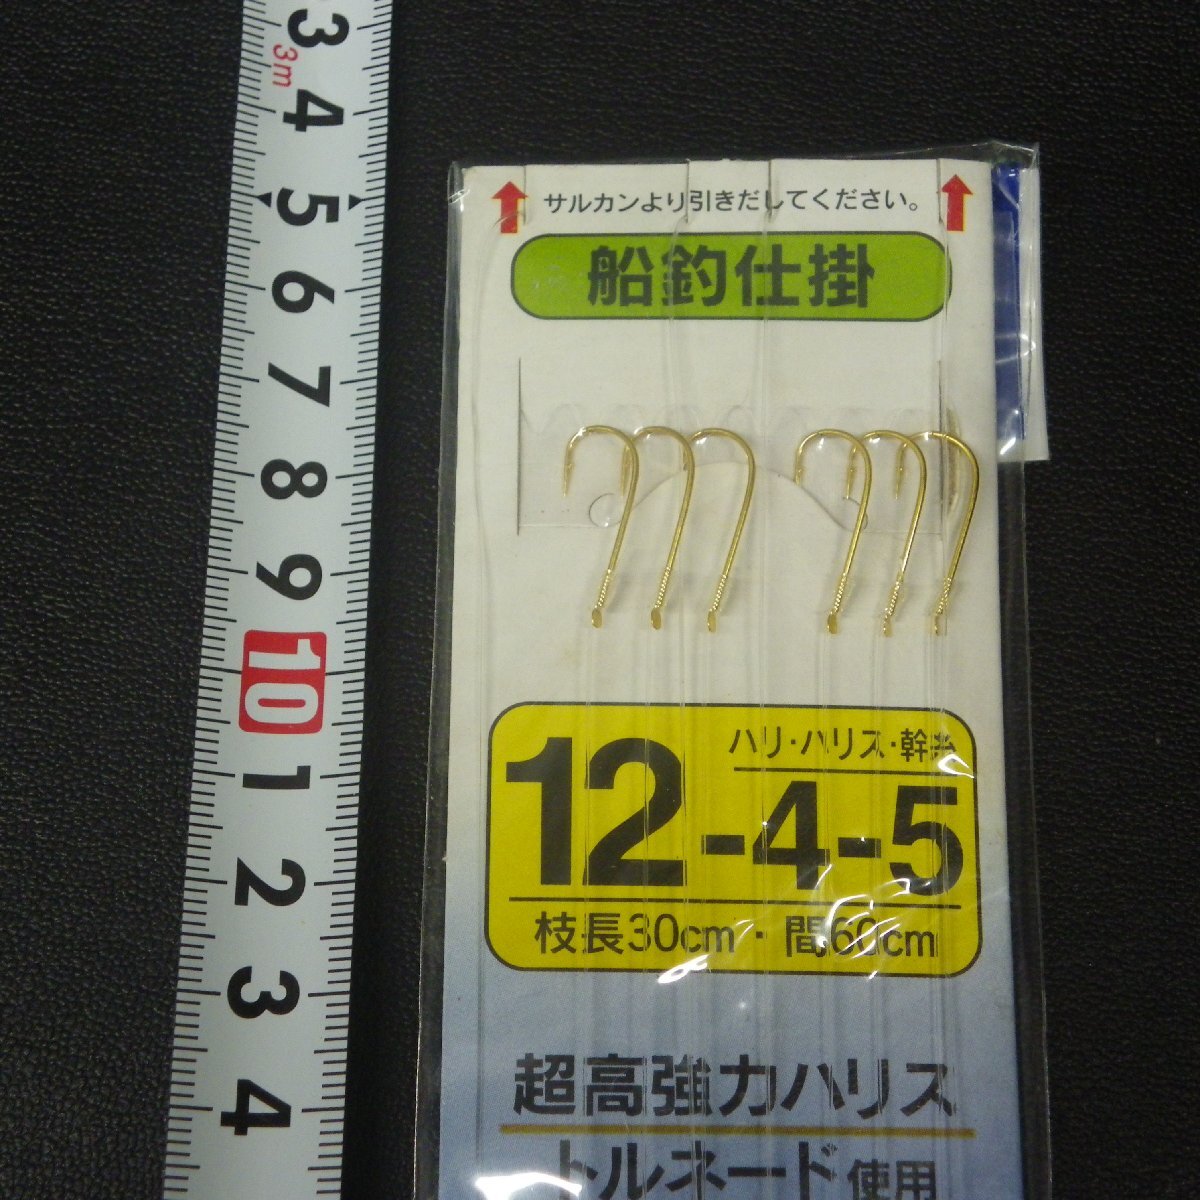 3
3m
4
5
6
7
8
9
10
1
2
3
4
サルカンより引きだしてください。
船釣仕掛
ハリ・ハリス・幹糸
12-4-5
枝長30cm・間60cm
超高強力ハリス
トルネード使用